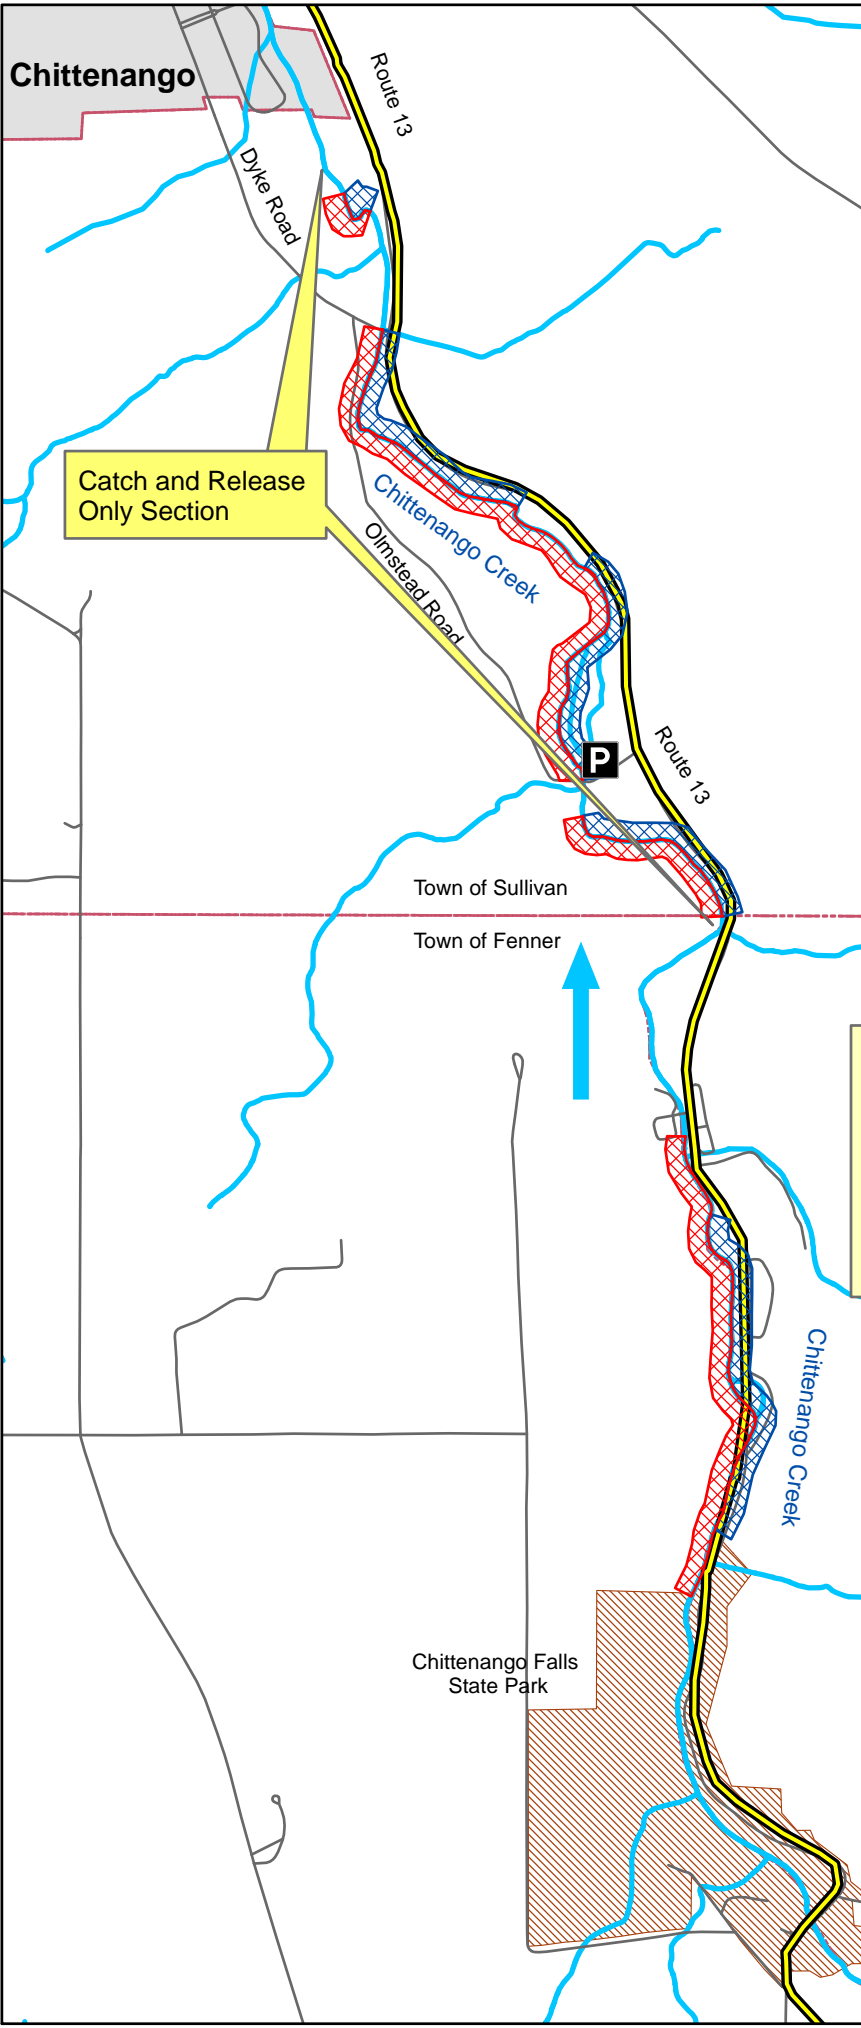 Chittenango
Route 13
Dyke Road
Catch and Release
Only Section
Chittenango Creek
Olmstead Road
P
Route 13
Town of Sullivan
Town of Fenner
Chittenango Creek
Chittenango Falls
State Park